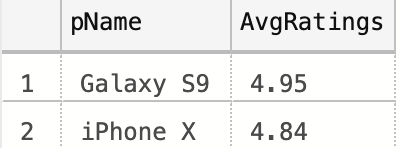 pName AvgRatings
1 Galaxy S9 4.95
2 iPhone X 4.84